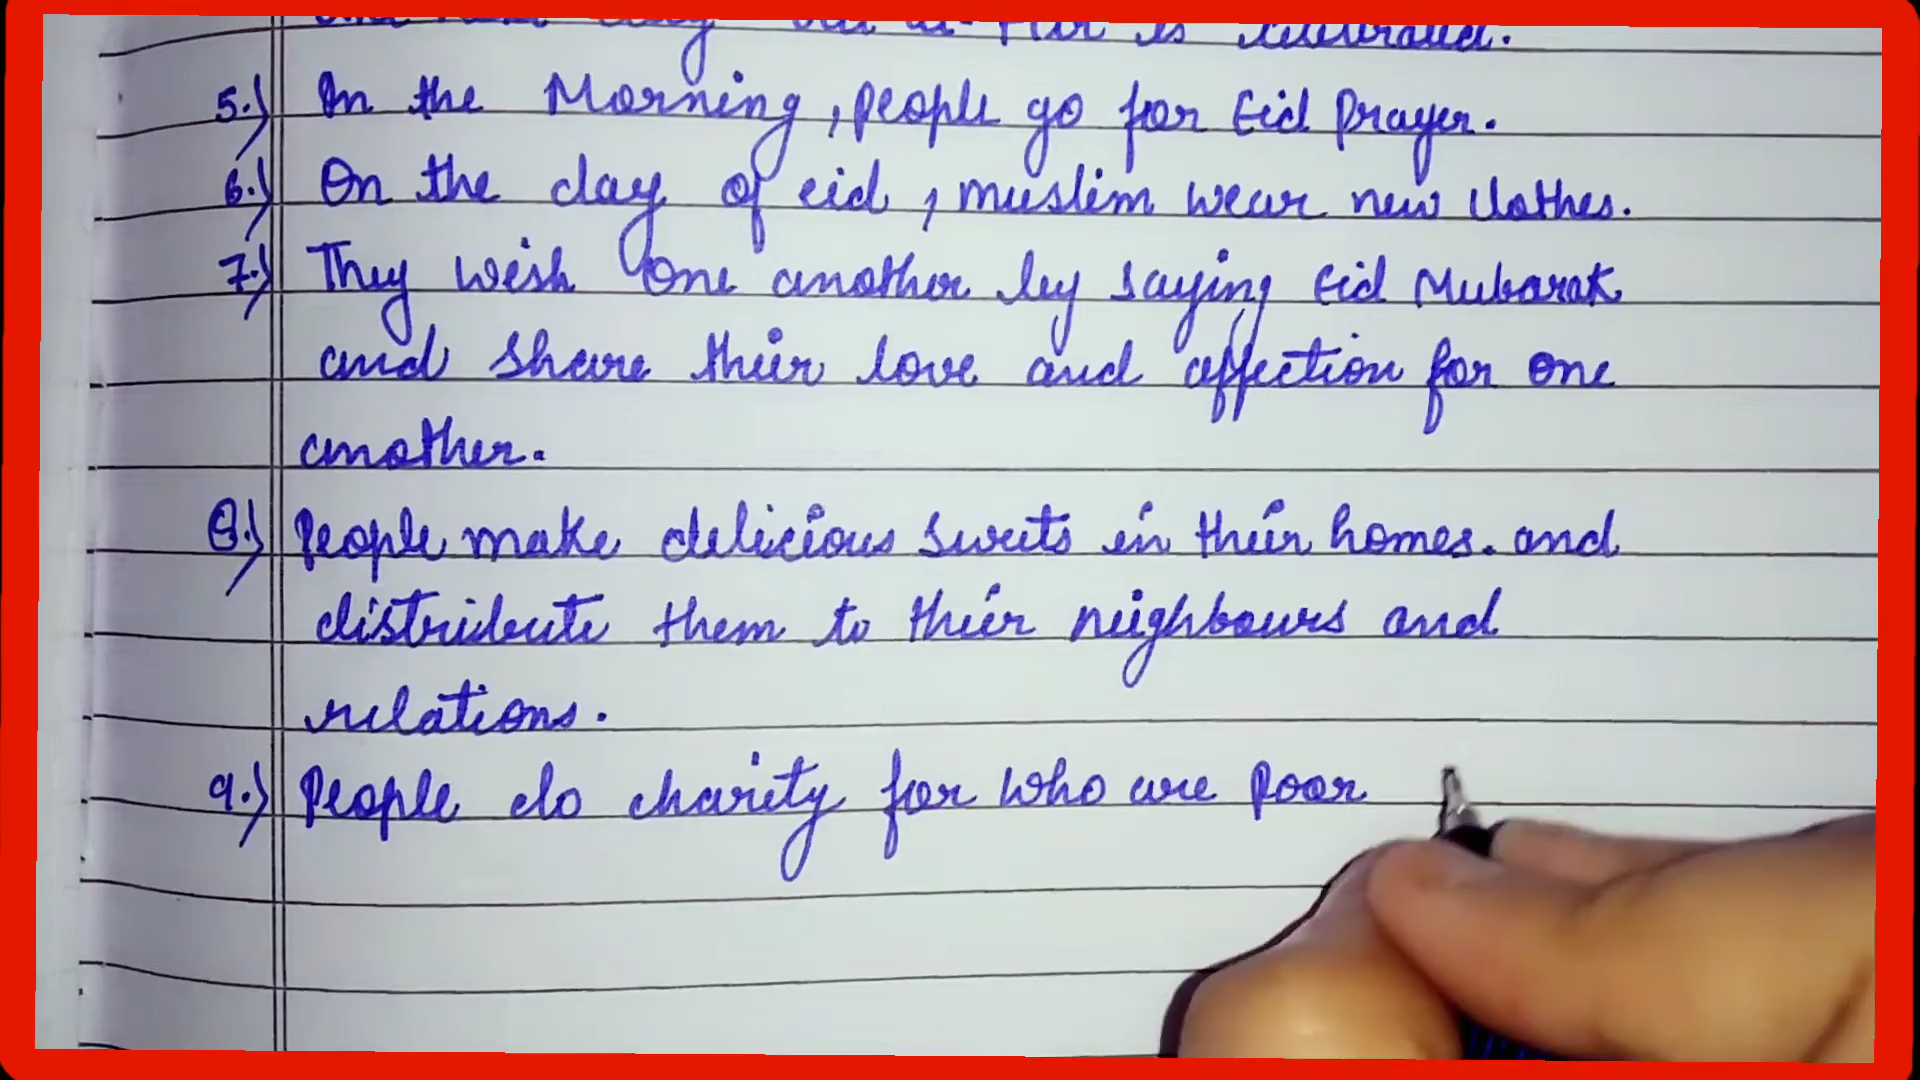 day is
5.) In the Morning, People go for Eid Prayer.
6.) On the day of eid, muslim wear new clothes.
7.) They wish one another by saying Eid Mubarak
and share their love and affection for one
another.
8.) People make delicious sweets in their homes. and
distribute them to their neighbours and
relations.
9.) People do charity for who are Poor